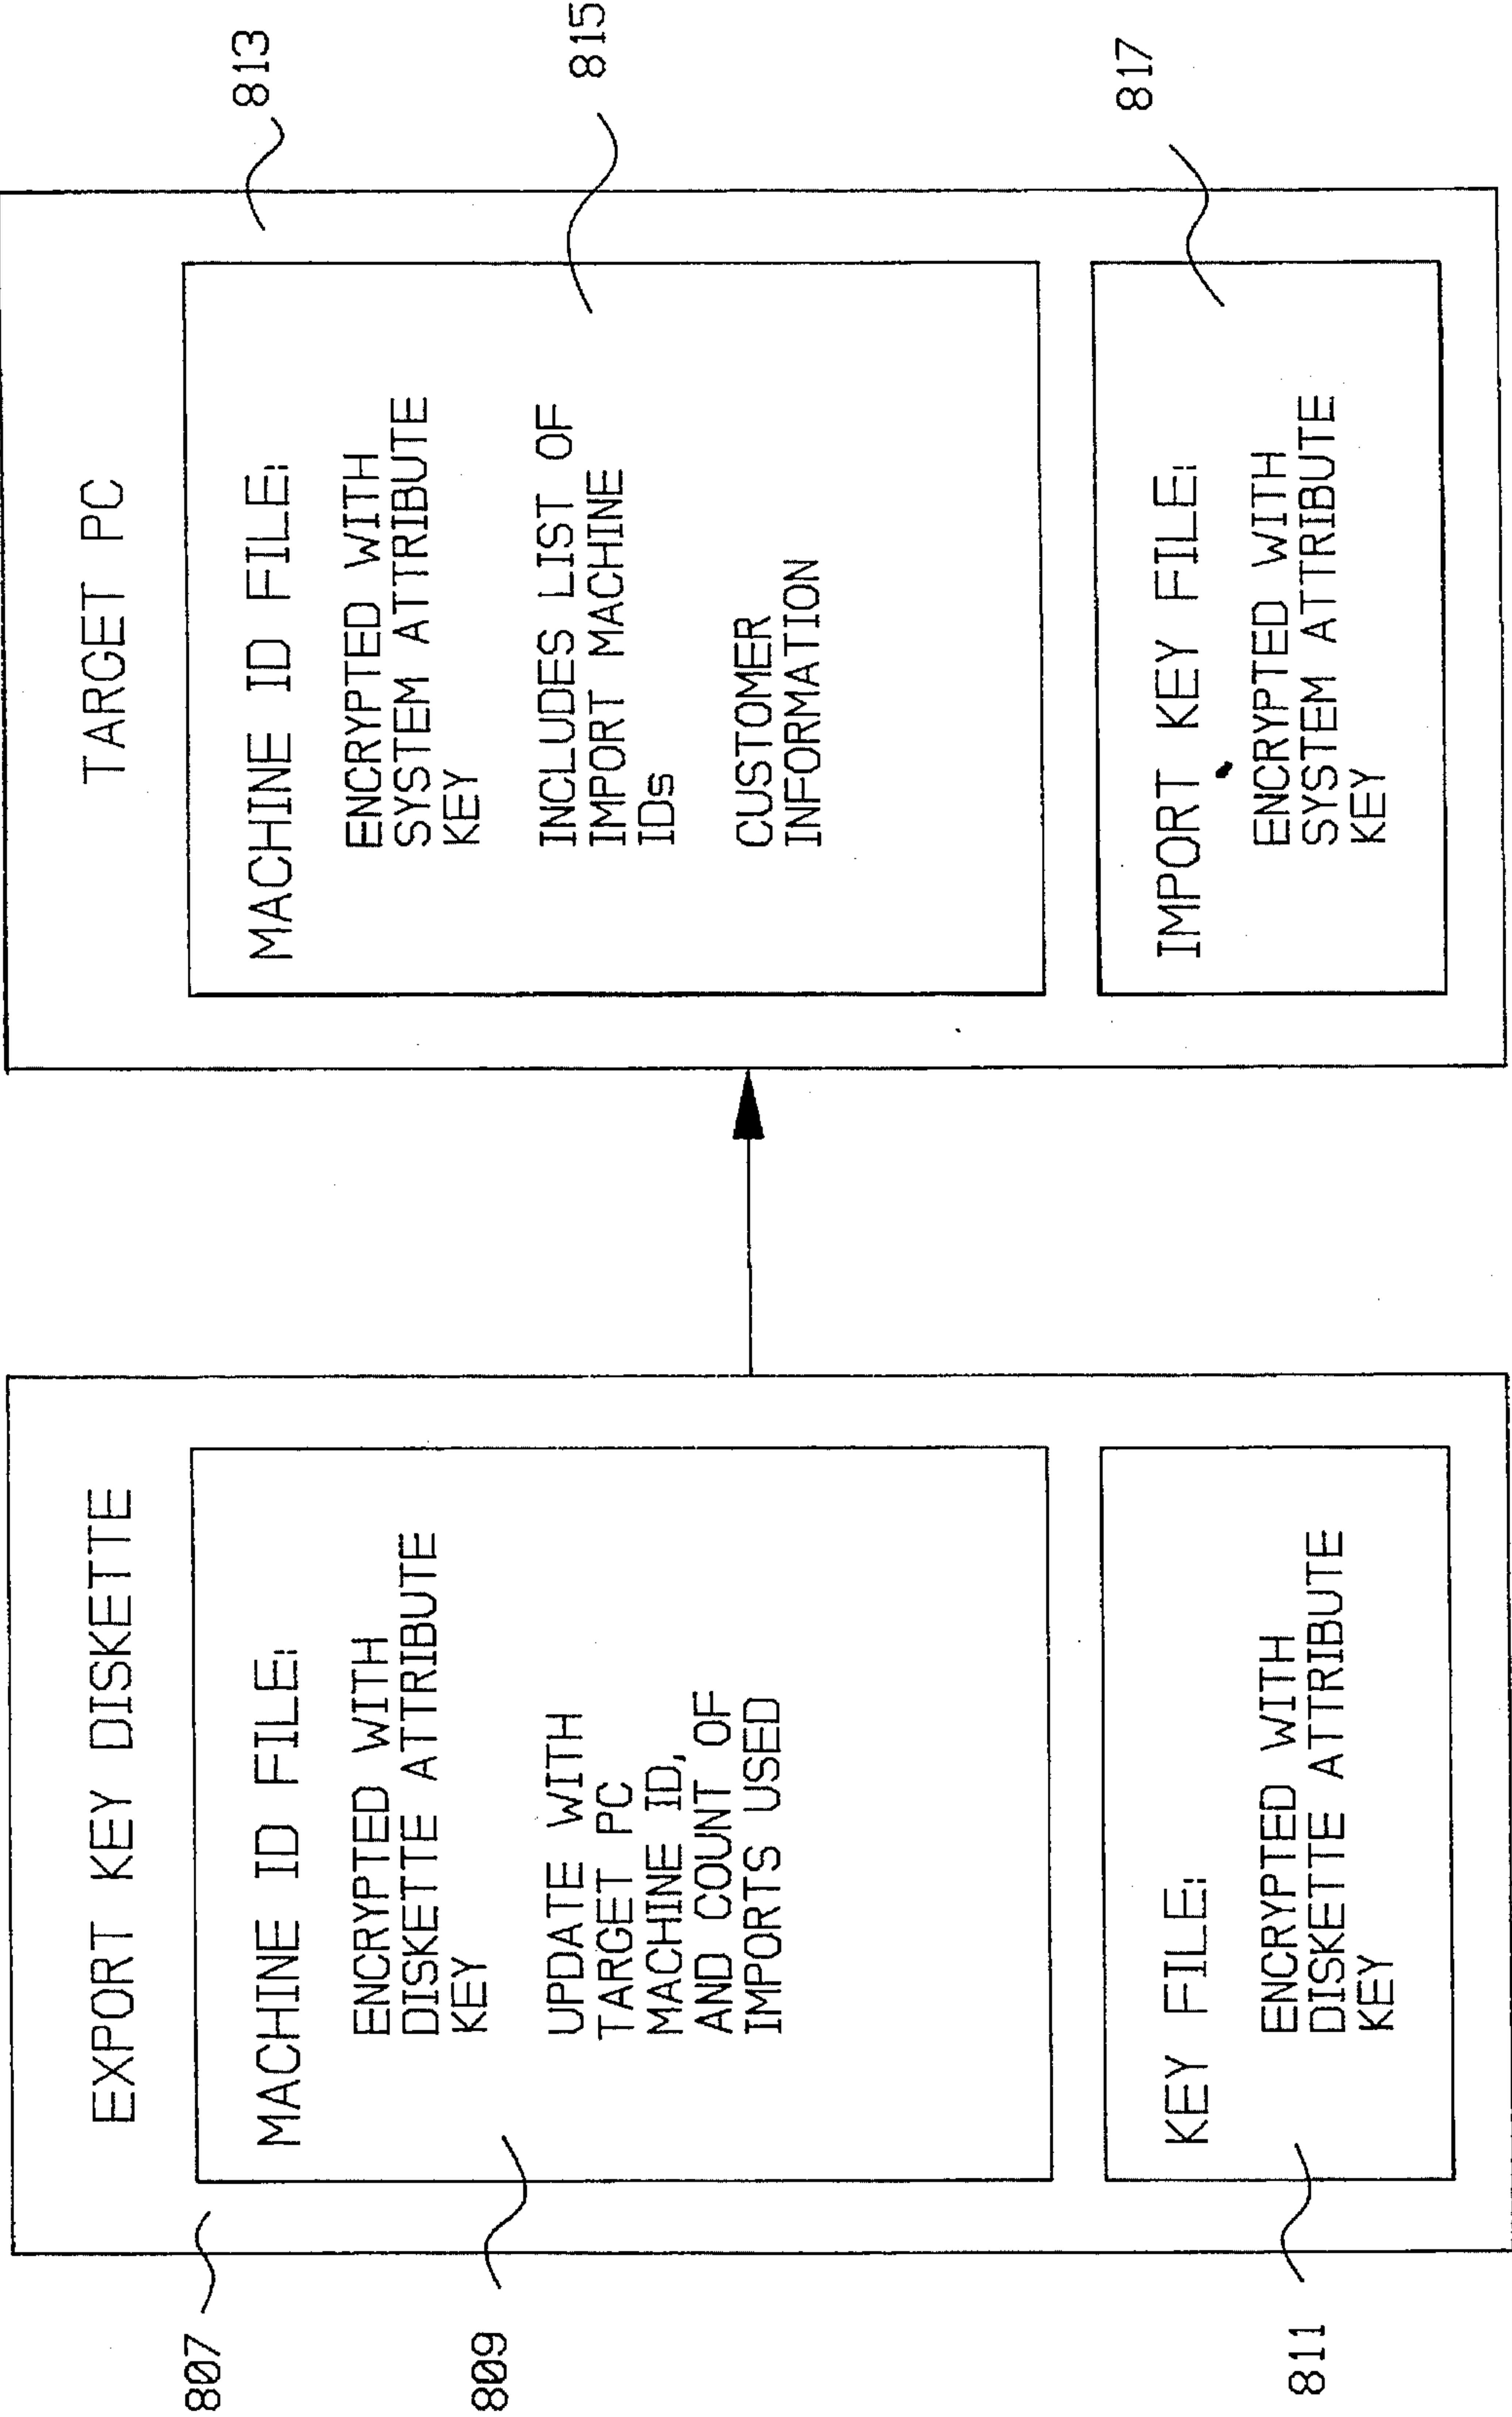 EXPORT KEY DISKETTE
807
MACHINE ID FILE:
ENCRYPTED WITH
DISKETTE ATTRIBUTE
KEY
UPDATE WITH
TARGET PC
MACHINE ID,
AND COUNT OF
IMPORTS USED
809
KEY FILE:
ENCRYPTED WITH
DISKETTE ATTRIBUTE
KEY
811
TARGET PC
813
MACHINE ID FILE:
ENCRYPTED WITH
SYSTEM ATTRIBUTE
KEY
INCLUDES LIST OF
IMPORT MACHINE
IDs
CUSTOMER
INFORMATION
815
IMPORT KEY FILE:
ENCRYPTED WITH
SYSTEM ATTRIBUTE
KEY
817